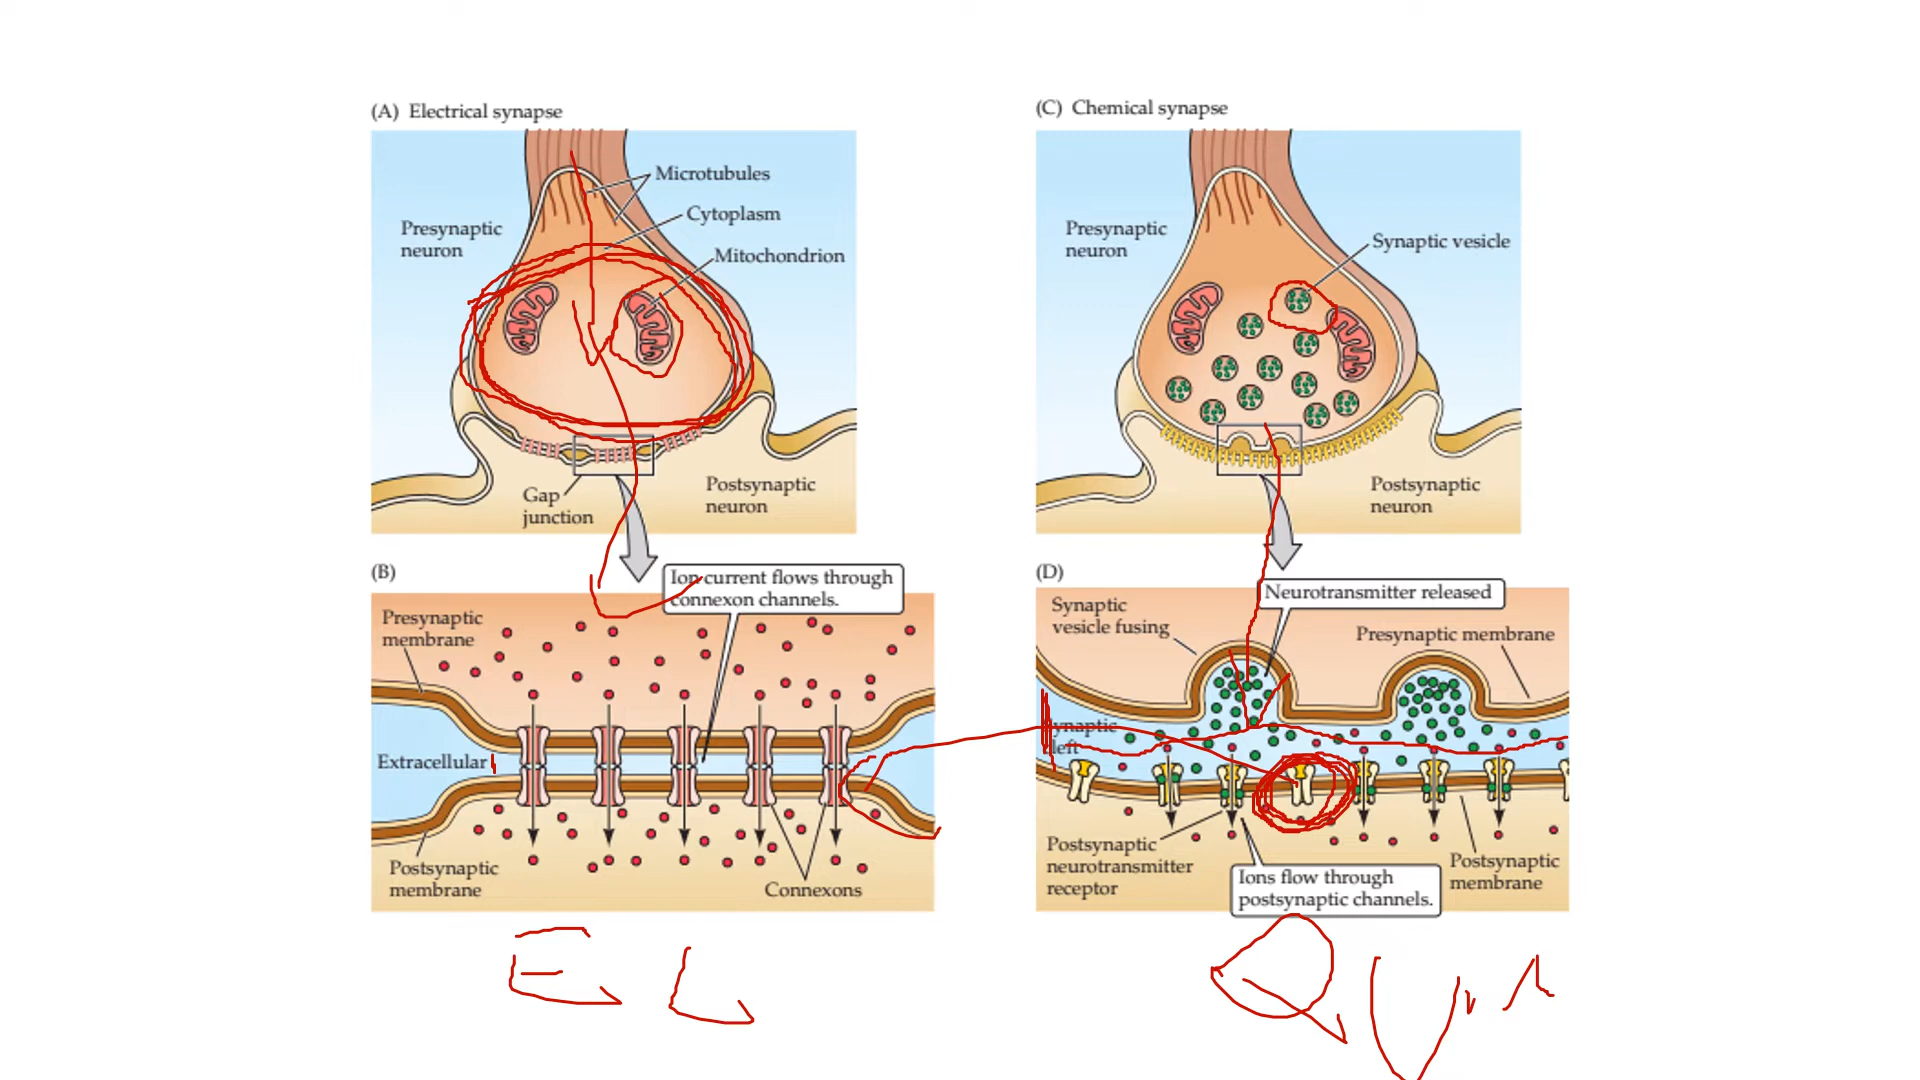 (A) Electrical synapse
Microtubules
Cytoplasm
Mitochondrion
Presynaptic
neuron
Gap
junction
Postsynaptic
neuron
(B)
Ion current flows through
connexon channels.
Presynaptic
membrane
Extracellular
Postsynaptic
membrane
Connexons
E L
(C) Chemical synapse
Presynaptic
neuron
Synaptic vesicle
Postsynaptic
neuron
(D)
Neurotransmitter released
Synaptic
vesicle fusing
Presynaptic membrane
Synaptic
cleft
Postsynaptic
neurotransmitter
receptor
Ions flow through
postsynaptic channels.
Postsynaptic
membrane